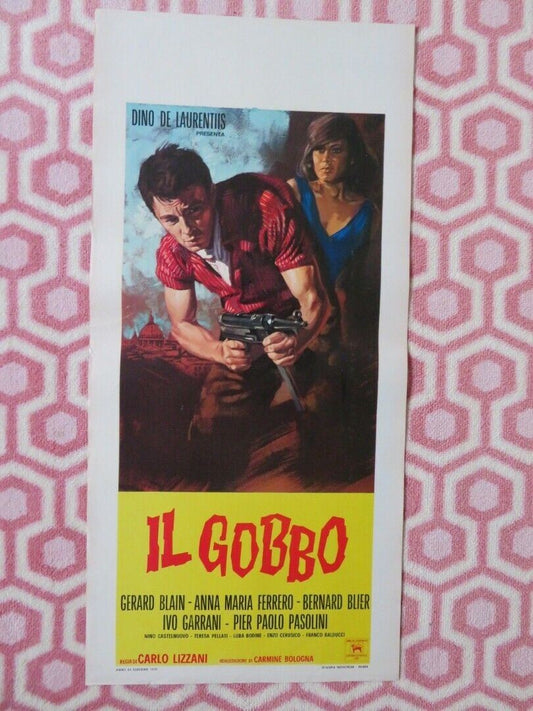 DINO DE LAURENTIIS
PRESENTA
IL GOBBO
GERARD BLAIN - ANNA MARIA FERRERO - BERNARD BLIER
IVO GARRANI - PIER PAOLO PASOLINI
NINO CASTELNUOVO - TERESA PELLATI - LUBA BODINE - ENZO CERUSICO - FRANCO BALDUCCI
REGIA DI CARLO LIZZANI
REALIZZAZIONE DI CARMINE BOLOGNA